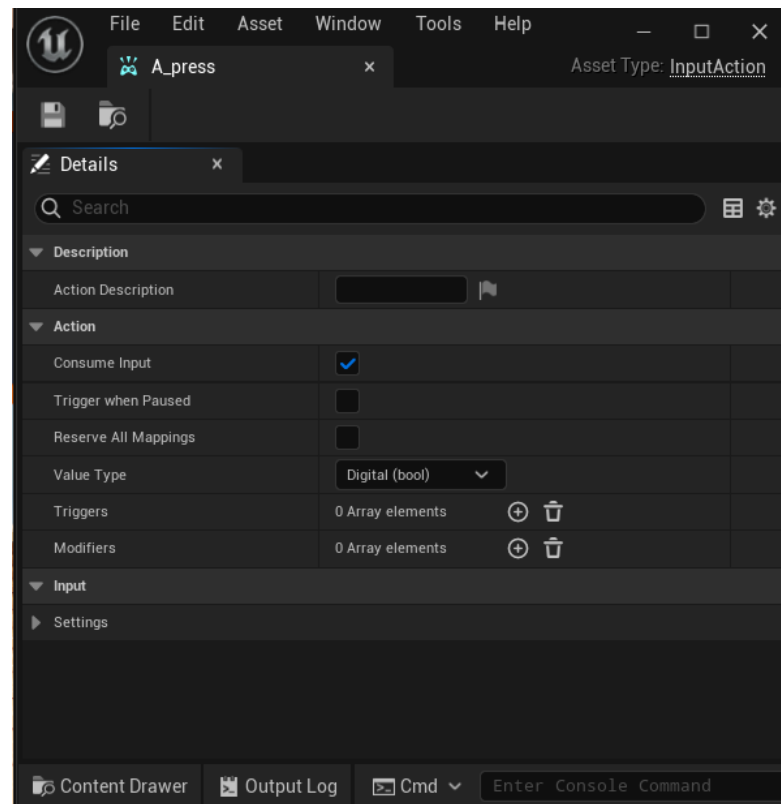 File Edit Asset Window Tools Help
A_press
Asset Type: InputAction
Details
Search
Description
Action Description
Action
Consume Input
Trigger when Paused
Reserve All Mappings
Value Type Digital (bool)
Triggers 0 Array elements
Modifiers 0 Array elements
Input
Settings
Content Drawer Output Log Cmd Enter Console Command